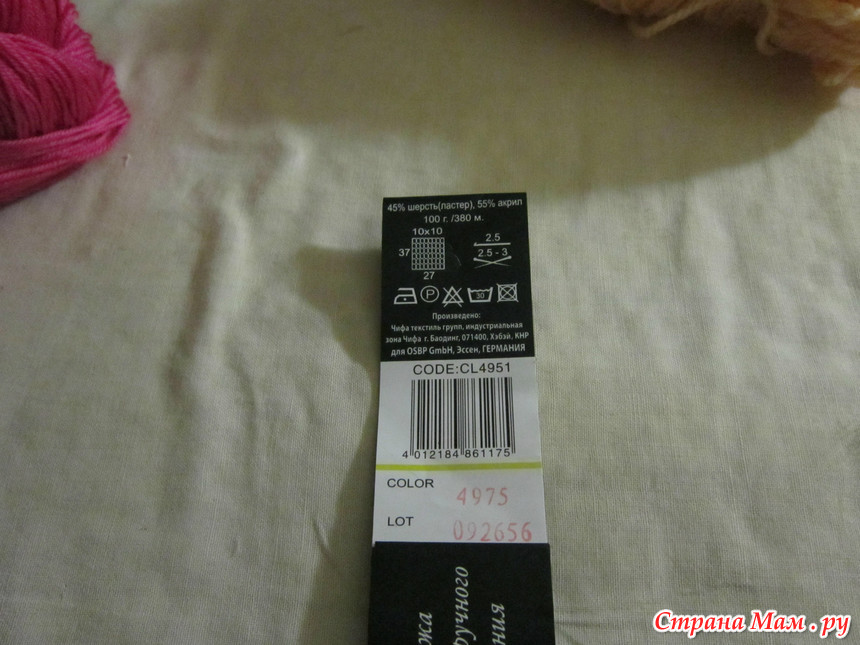 45% шерсть(ластер), 55% акрил
100 г. /380 м.
10x10
37
27
2.5
2.5 - 3
P
30
Произведено:
Чифа текстиль групп, индустриальная
зона Чифа г. Баодинг, 071400, Хэбэй, КНР
для OSBP GmbH, Эссен, ГЕРМАНИЯ
CODE:CL4951
4 012184 861175
COLOR 4975
LOT 092656
ручного
Страна Мам.ру